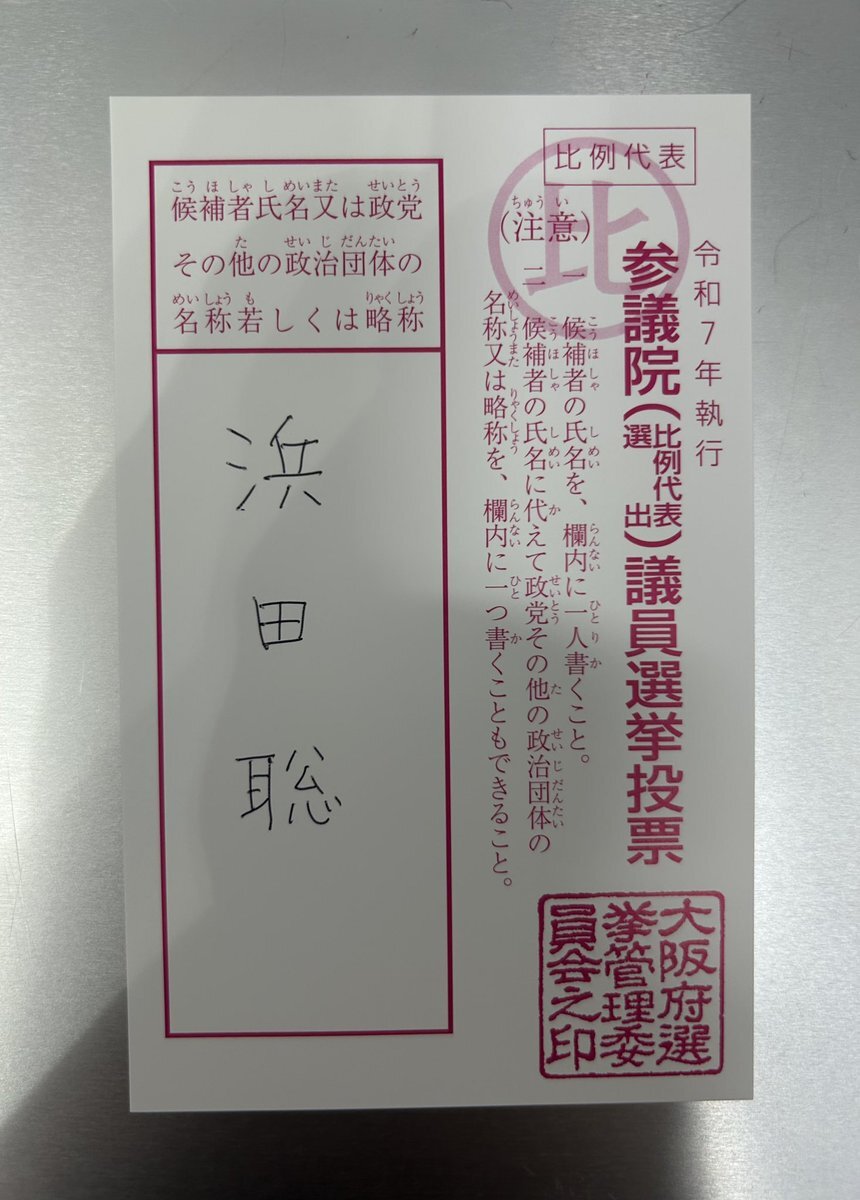 比例代表
比
令和7年執行
参議院(比例代表選出)議員選挙投票
(注意)
一 候補者の氏名を、欄内に一人書くこと。
二 候補者の氏名に代えて政党その他の政治団体の
名称又は略称を、欄内に一つ書くこともできること。
大阪府選
挙管理委
員会之印
候補者氏名又は政党
その他の政治団体の
名称若しくは略称
浜田聡